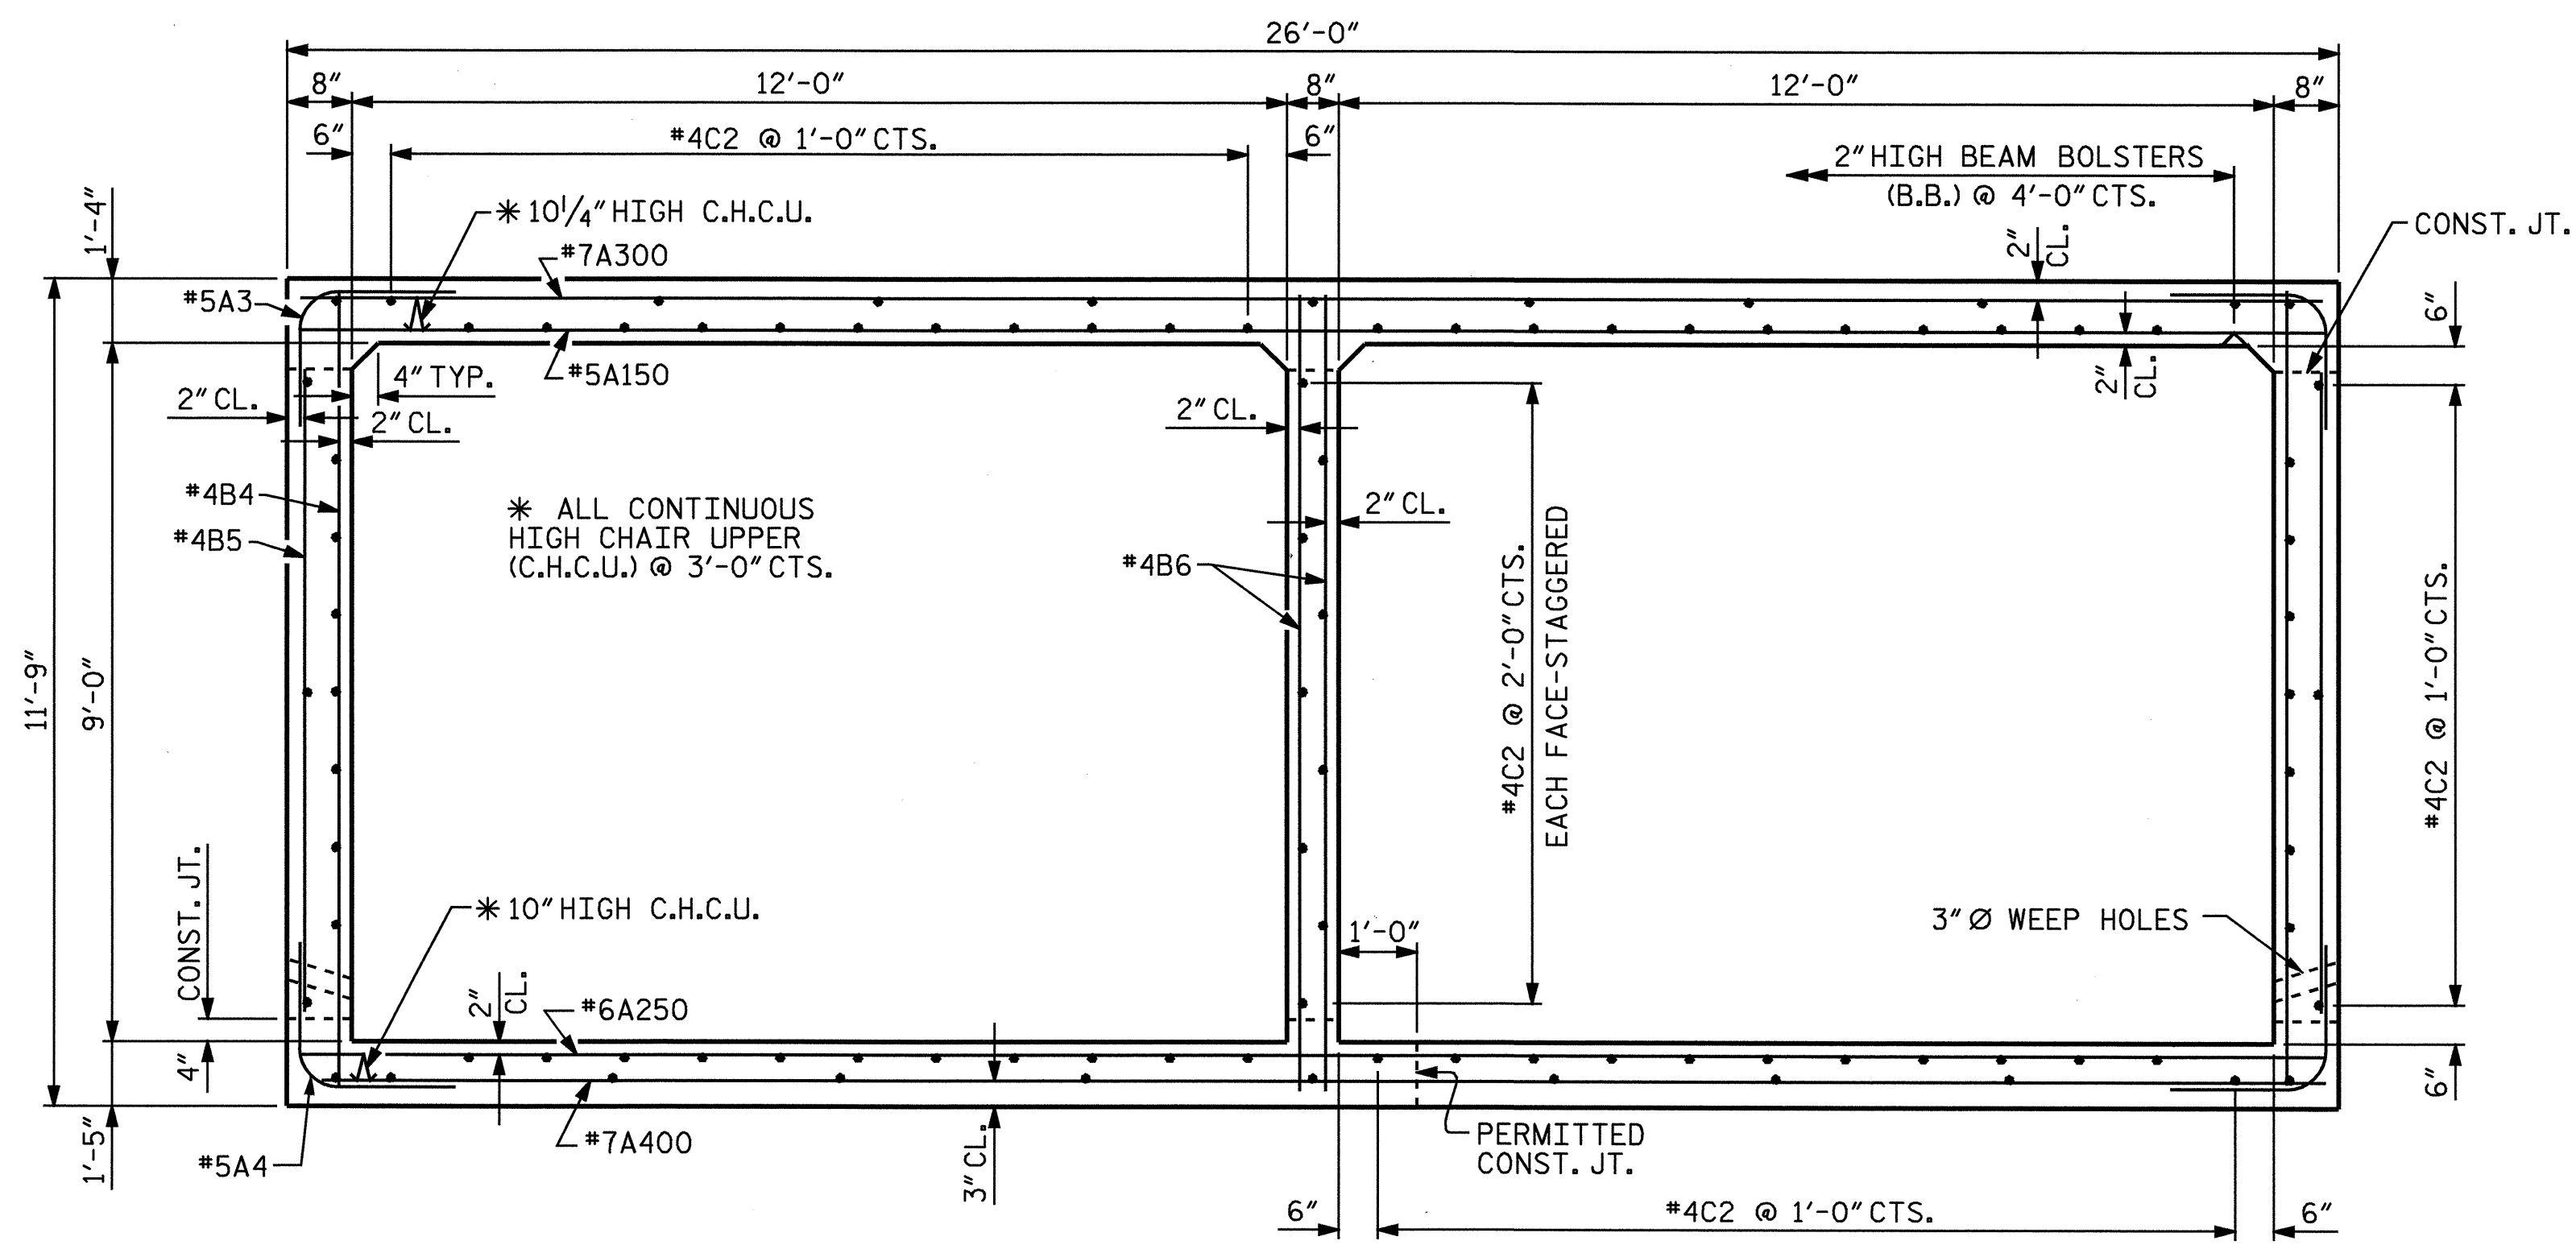 26'-0"
8" 12'-0" 8" 12'-0" 8"
6" #4C2 @ 1'-0" CTS. 6"
2" HIGH BEAM BOLSTERS
(B.B.) @ 4'-0" CTS.
1'-4"
✳ 10 1/4" HIGH C.H.C.U.
CONST. JT.
2" CL.
#7A300
#5A3
6"
#5A150
4" TYP.
2" CL.
2" CL.
2" CL.
2" CL.
#4B4
#4B5
✳ ALL CONTINUOUS
HIGH CHAIR UPPER
(C.H.C.U.) @ 3'-0" CTS.
2" CL.
#4B6
#4C2 @ 2'-0" CTS.
EACH FACE-STAGGERED
#4C2 @ 1'-0" CTS.
11'-9"
9'-0"
CONST. JT.
✳ 10" HIGH C.H.C.U.
1'-0"
3" Ø WEEP HOLES
2" CL.
#6A250
4"
6"
1'-5"
#5A4
#7A400
3" CL.
PERMITTED
CONST. JT.
6" #4C2 @ 1'-0" CTS. 6"